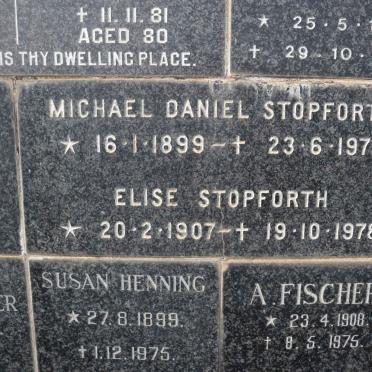 ✝ 11.11.81
AGED 80
IS THY DWELLING PLACE.
★ 25·5·1
✝ 29·10·
MICHAEL DANIEL STOPFORT
★ 16·1·1899–✝ 23·6·197
ELISE STOPFORTH
★ 20·2·1907–✝ 19·10·1978
ER
SUSAN HENNING
★ 27.8.1899.
✝ 1.12.1975.
A. FISCHER
★ 23.4.1908.
✝ 8.5.1975.